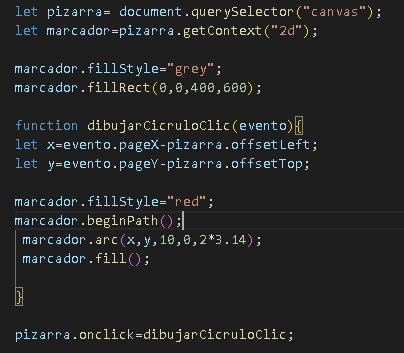 let pizarra= document.querySelector("canvas");
let marcador=pizarra.getContext("2d");
marcador.fillStyle="grey";
marcador.fillRect(0,0,400,600);
function dibujarCicruloClic(evento){
let x=evento.pageX-pizarra.offsetLeft;
let y=evento.pageY-pizarra.offsetTop;
marcador.fillStyle="red";
marcador.beginPath();
marcador.arc(x,y,10,0,2*3.14);
marcador.fill();
}
pizarra.onclick=dibujarCicruloClic;